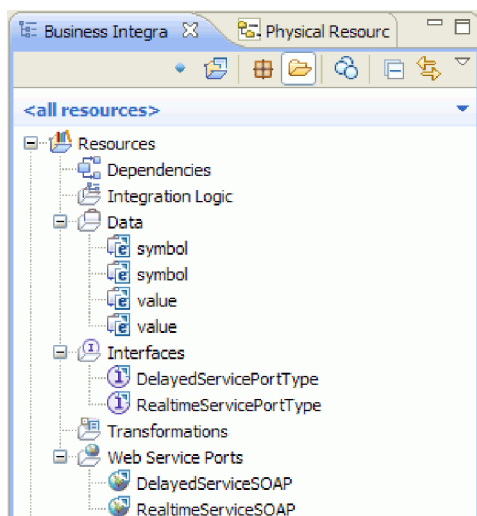 Business Integra Physical Resourc
<all resources>
Resources
Dependencies
Integration Logic
Data
symbol
symbol
value
value
Interfaces
DelayedServicePortType
RealtimeServicePortType
Transformations
Web Service Ports
DelayedServiceSOAP
RealtimeServiceSOAP